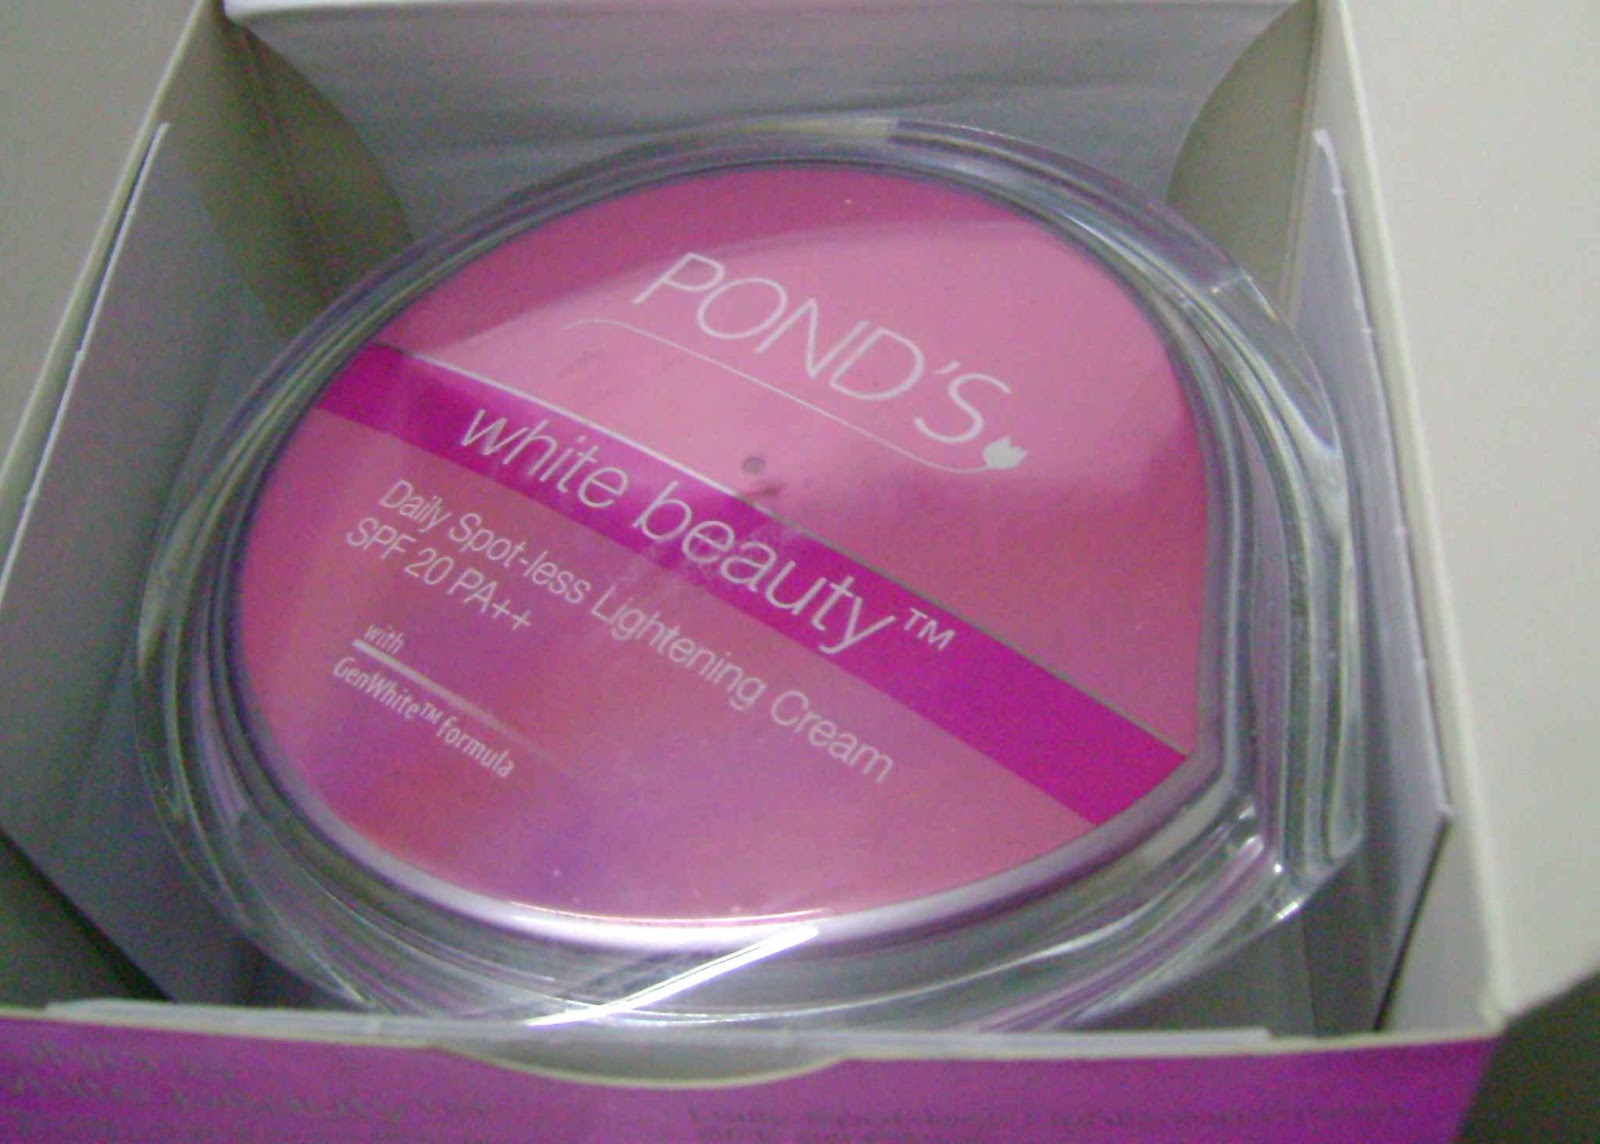 POND'S
white beauty™
Daily Spot-less Lightening Cream
SPF 20 PA++
with
GenWhite™ formula